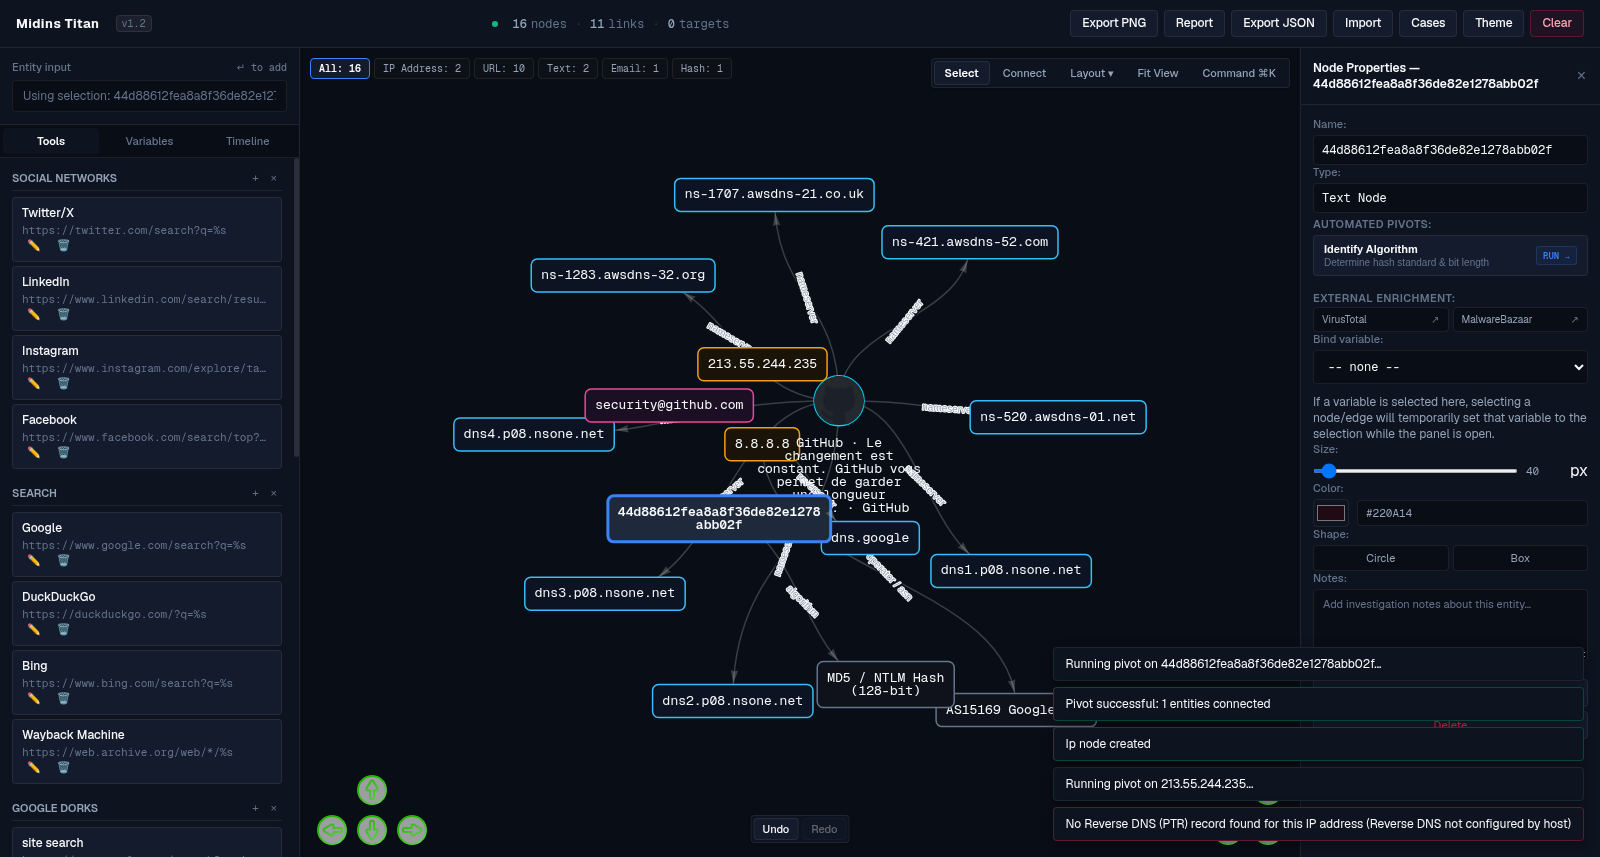 Midins Titan
v1.2
16 nodes · 11 links · 0 targets
Export PNG
Report
Export JSON
Import
Cases
Theme
Clear
Entity input
↵ to add
Using selection: 44d88612fea8a8f36de82e127
Tools
Variables
Timeline
SOCIAL NETWORKS
+ ×
Twitter/X
https://twitter.com/search?q=%s
LinkedIn
https://www.linkedin.com/search/resu…
Instagram
https://www.instagram.com/explore/ta…
Facebook
https://www.facebook.com/search/top?…
SEARCH
+ ×
Google
https://www.google.com/search?q=%s
DuckDuckGo
https://duckduckgo.com/?q=%s
Bing
https://www.bing.com/search?q=%s
Wayback Machine
https://web.archive.org/web/*/%s
GOOGLE DORKS
+ ×
site search
All: 16
IP Address: 2
URL: 10
Text: 2
Email: 1
Hash: 1
Select
Connect
Layout ▾
Fit View
Command ⌘K
ns-1707.awsdns-21.co.uk
ns-421.awsdns-52.com
ns-1283.awsdns-32.org
nameserver
nameserver
213.55.244.235
security@github.com
nameserver
ns-520.awsdns-01.net
dns4.p08.nsone.net
8.8.8.8
GitHub · Le
changement est
constant. GitHub vous
permet de garder
une longueur
· GitHub
nameserver
44d88612fea8a8f36de82e1278
abb02f
dns.google
dns1.p08.nsone.net
operator / asn
algorithm
dns3.p08.nsone.net
MD5 / NTLM Hash
(128-bit)
dns2.p08.nsone.net
AS15169 Google
Undo
Redo
Node Properties —
44d88612fea8a8f36de82e1278abb02f
×
Name:
44d88612fea8a8f36de82e1278abb02f
Type:
Text Node
AUTOMATED PIVOTS:
Identify Algorithm
Determine hash standard & bit length
RUN →
EXTERNAL ENRICHMENT:
VirusTotal ↗
MalwareBazaar ↗
Bind variable:
-- none --
If a variable is selected here, selecting a
node/edge will temporarily set that variable to the
selection while the panel is open.
Size:
40 px
Color:
#220A14
Shape:
Circle
Box
Notes:
Add investigation notes about this entity…
Running pivot on 44d88612fea8a8f36de82e1278abb02f…
Pivot successful: 1 entities connected
Delete
Ip node created
Running pivot on 213.55.244.235…
No Reverse DNS (PTR) record found for this IP address (Reverse DNS not configured by host)